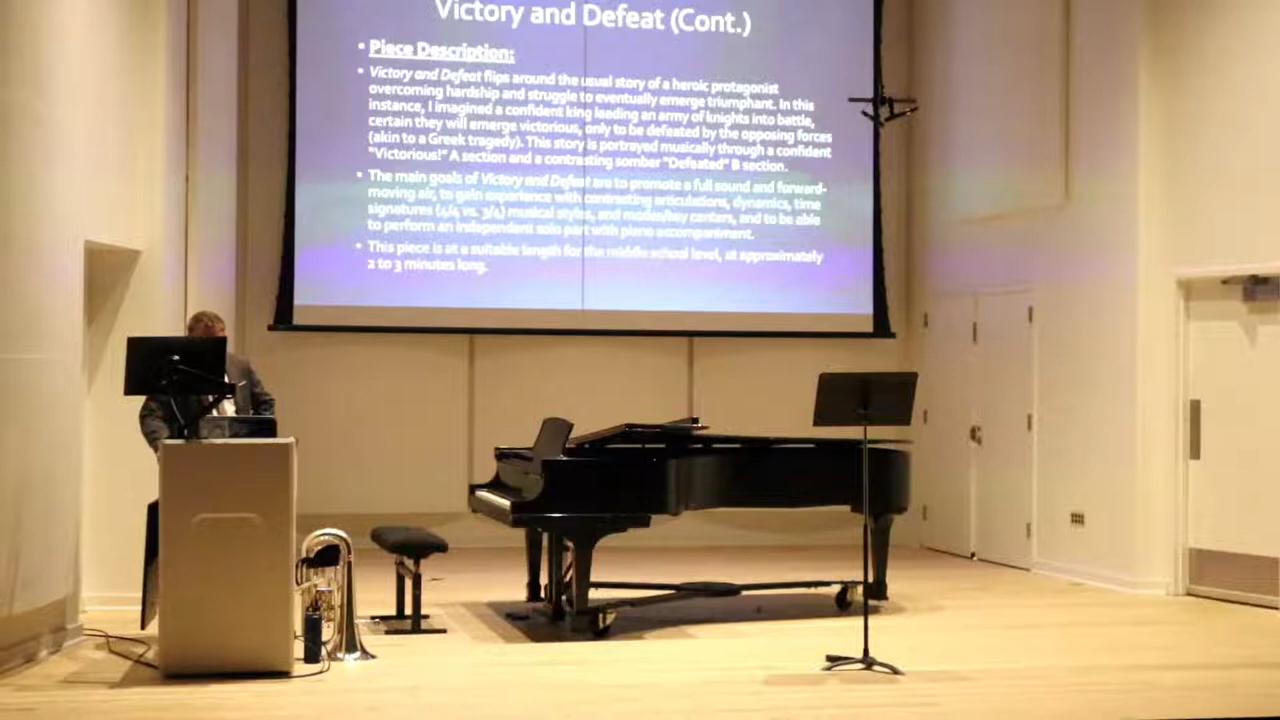 Victory and Defeat (Cont.)
• Piece Description:
• Victory and Defeat flips around the usual story of a heroic protagonist
overcoming hardship and struggle to eventually emerge triumphant. In this
instance, I imagined a confident king leading an army of knights into battle,
certain they will emerge victorious, only to be defeated by the opposing forces
(akin to a Greek tragedy). This story is portrayed musically through a confident
"Victorious!" A section and a contrasting somber "Defeated" B section.
• The main goals of Victory and Defeat are to promote a full sound and forward-
moving air, to gain experience with contrasting articulations, dynamics, time
signatures (4/4 vs. 3/4) musical styles, and modes/key centers, and to be able
to perform an independent solo part with piano accompaniment.
• This piece is at a suitable length for the middle school level, at approximately
2 to 3 minutes long.